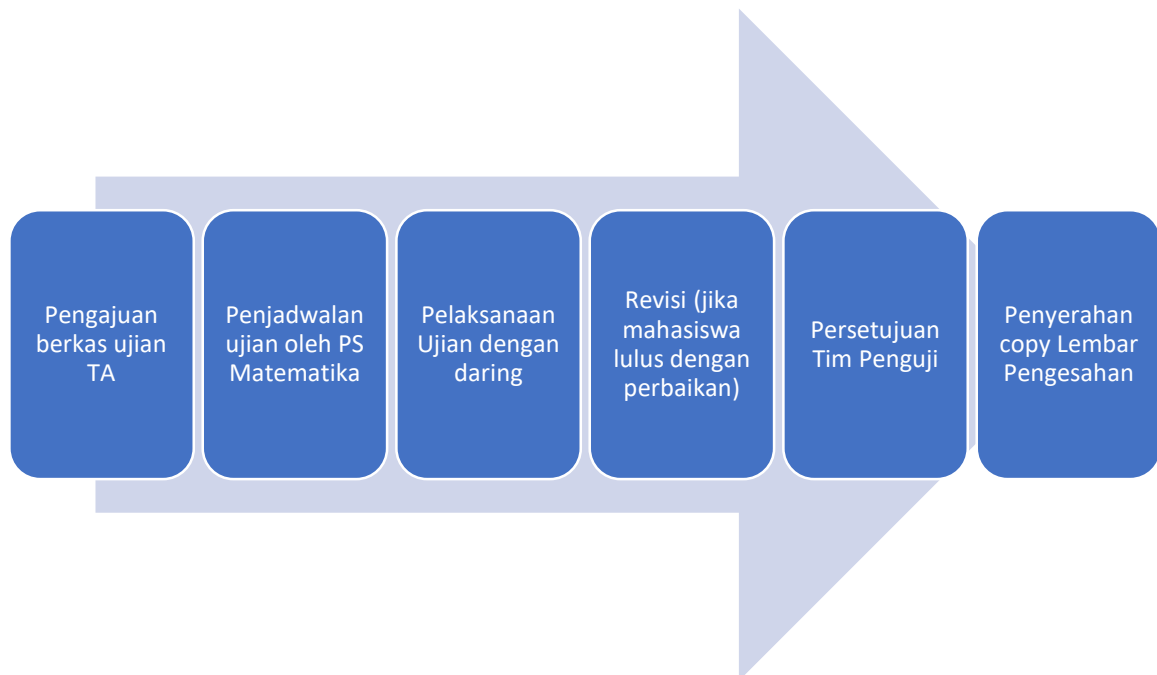 Pengajuan
berkas ujian
TA
Penjadwalan
ujian oleh PS
Matematika
Pelaksanaan
Ujian dengan
daring
Revisi (jika
mahasiswa
lulus dengan
perbaikan)
Persetujuan
Tim Penguji
Penyerahan
copy Lembar
Pengesahan